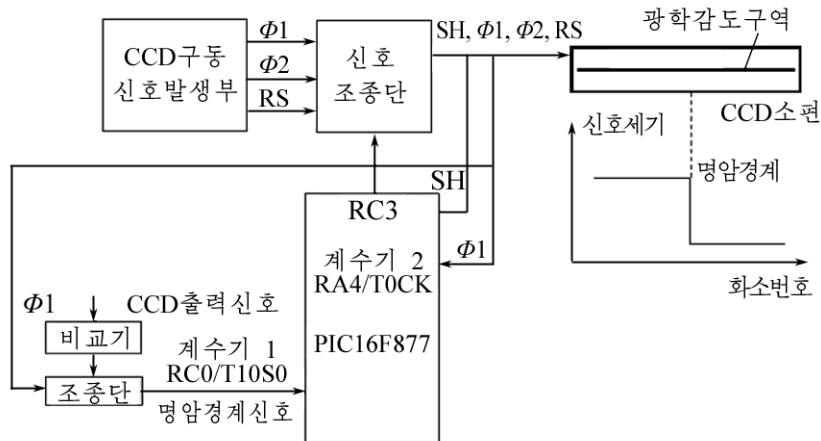 CCD구동
신호발생부
Φ1
Φ2
RS
신호
조종단
SH, Φ1, Φ2, RS
광학감도구역
CCD소편
신호세기
명암경계
화소번호
SH
RC3
Φ1
계수기 2
RA4/T0CK
PIC16F877
Φ1
CCD출력신호
비교기
조종단
계수기 1
RC0/T10S0
명암경계신호